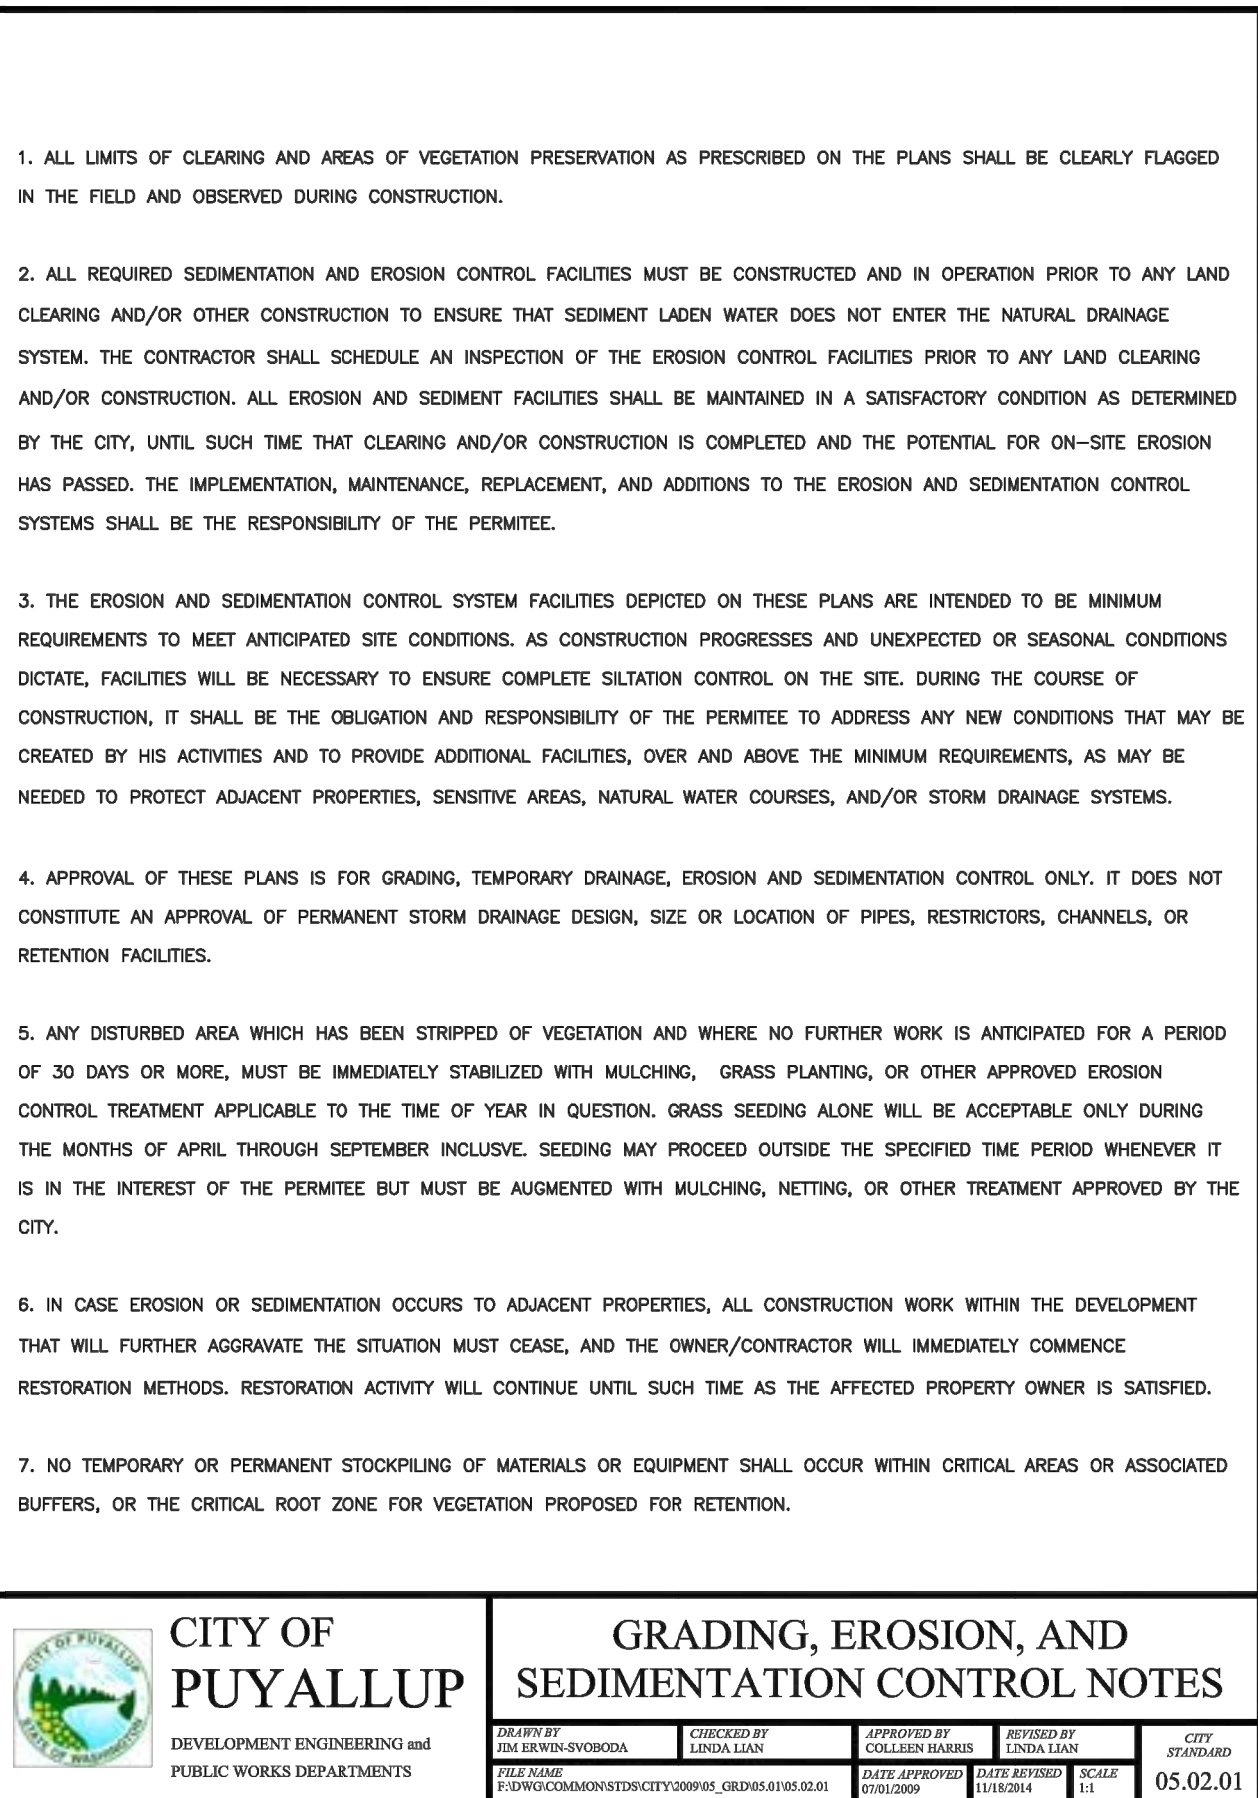 1. ALL LIMITS OF CLEARING AND AREAS OF VEGETATION PRESERVATION AS PRESCRIBED ON THE PLANS SHALL BE CLEARLY FLAGGED
IN THE FIELD AND OBSERVED DURING CONSTRUCTION.
2. ALL REQUIRED SEDIMENTATION AND EROSION CONTROL FACILITIES MUST BE CONSTRUCTED AND IN OPERATION PRIOR TO ANY LAND
CLEARING AND/OR OTHER CONSTRUCTION TO ENSURE THAT SEDIMENT LADEN WATER DOES NOT ENTER THE NATURAL DRAINAGE
SYSTEM. THE CONTRACTOR SHALL SCHEDULE AN INSPECTION OF THE EROSION CONTROL FACILITIES PRIOR TO ANY LAND CLEARING
AND/OR CONSTRUCTION. ALL EROSION AND SEDIMENT FACILITIES SHALL BE MAINTAINED IN A SATISFACTORY CONDITION AS DETERMINED
BY THE CITY, UNTIL SUCH TIME THAT CLEARING AND/OR CONSTRUCTION IS COMPLETED AND THE POTENTIAL FOR ON-SITE EROSION
HAS PASSED. THE IMPLEMENTATION, MAINTENANCE, REPLACEMENT, AND ADDITIONS TO THE EROSION AND SEDIMENTATION CONTROL
SYSTEMS SHALL BE THE RESPONSIBILITY OF THE PERMITEE.
3. THE EROSION AND SEDIMENTATION CONTROL SYSTEM FACILITIES DEPICTED ON THESE PLANS ARE INTENDED TO BE MINIMUM
REQUIREMENTS TO MEET ANTICIPATED SITE CONDITIONS. AS CONSTRUCTION PROGRESSES AND UNEXPECTED OR SEASONAL CONDITIONS
DICTATE, FACILITIES WILL BE NECESSARY TO ENSURE COMPLETE SILTATION CONTROL ON THE SITE. DURING THE COURSE OF
CONSTRUCTION, IT SHALL BE THE OBLIGATION AND RESPONSIBILITY OF THE PERMITEE TO ADDRESS ANY NEW CONDITIONS THAT MAY BE
CREATED BY HIS ACTIVITIES AND TO PROVIDE ADDITIONAL FACILITIES, OVER AND ABOVE THE MINIMUM REQUIREMENTS, AS MAY BE
NEEDED TO PROTECT ADJACENT PROPERTIES, SENSITIVE AREAS, NATURAL WATER COURSES, AND/OR STORM DRAINAGE SYSTEMS.
4. APPROVAL OF THESE PLANS IS FOR GRADING, TEMPORARY DRAINAGE, EROSION AND SEDIMENTATION CONTROL ONLY. IT DOES NOT
CONSTITUTE AN APPROVAL OF PERMANENT STORM DRAINAGE DESIGN, SIZE OR LOCATION OF PIPES, RESTRICTORS, CHANNELS, OR
RETENTION FACILITIES.
5. ANY DISTURBED AREA WHICH HAS BEEN STRIPPED OF VEGETATION AND WHERE NO FURTHER WORK IS ANTICIPATED FOR A PERIOD
OF 30 DAYS OR MORE, MUST BE IMMEDIATELY STABILIZED WITH MULCHING, GRASS PLANTING, OR OTHER APPROVED EROSION
CONTROL TREATMENT APPLICABLE TO THE TIME OF YEAR IN QUESTION. GRASS SEEDING ALONE WILL BE ACCEPTABLE ONLY DURING
THE MONTHS OF APRIL THROUGH SEPTEMBER INCLUSVE. SEEDING MAY PROCEED OUTSIDE THE SPECIFIED TIME PERIOD WHENEVER IT
IS IN THE INTEREST OF THE PERMITEE BUT MUST BE AUGMENTED WITH MULCHING, NETTING, OR OTHER TREATMENT APPROVED BY THE
CITY.
6. IN CASE EROSION OR SEDIMENTATION OCCURS TO ADJACENT PROPERTIES, ALL CONSTRUCTION WORK WITHIN THE DEVELOPMENT
THAT WILL FURTHER AGGRAVATE THE SITUATION MUST CEASE, AND THE OWNER/CONTRACTOR WILL IMMEDIATELY COMMENCE
RESTORATION METHODS. RESTORATION ACTIVITY WILL CONTINUE UNTIL SUCH TIME AS THE AFFECTED PROPERTY OWNER IS SATISFIED.
7. NO TEMPORARY OR PERMANENT STOCKPILING OF MATERIALS OR EQUIPMENT SHALL OCCUR WITHIN CRITICAL AREAS OR ASSOCIATED
BUFFERS, OR THE CRITICAL ROOT ZONE FOR VEGETATION PROPOSED FOR RETENTION.
CITY OF PUYALLUP
STATE OF WASHINGTON
CITY OF
PUYALLUP
DEVELOPMENT ENGINEERING and
PUBLIC WORKS DEPARTMENTS
GRADING, EROSION, AND
SEDIMENTATION CONTROL NOTES
DRAWN BY
JIM ERWIN-SVOBODA
CHECKED BY
LINDA LIAN
APPROVED BY
COLLEEN HARRIS
REVISED BY
LINDA LIAN
CITY
STANDARD
05.02.01
FILE NAME
F:\DWG\COMMON\STDS\CITY\2009\05_GRD\05.01\05.02.01
DATE APPROVED
07/01/2009
DATE REVISED
11/18/2014
SCALE
1:1